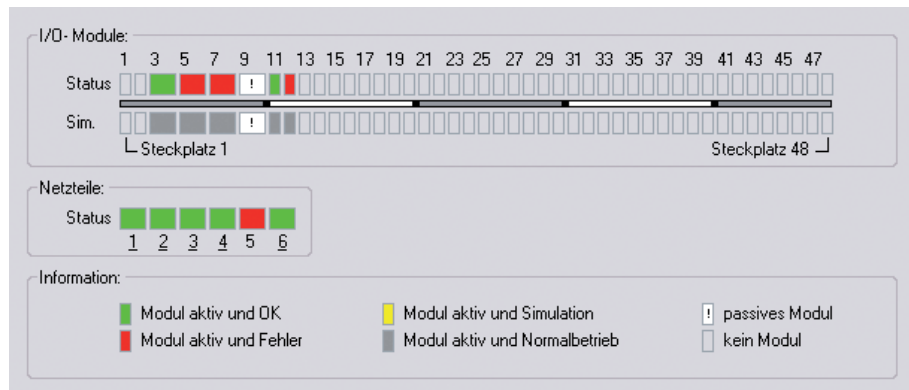 I/O- Module:
1 3 5 7 9 11 13 15 17 19 21 23 25 27 29 31 33 35 37 39 41 43 45 47
Status !
Sim. !
Steckplatz 1 Steckplatz 48
Netzteile:
Status
1 2 3 4 5 6
Information:
Modul aktiv und OK Modul aktiv und Simulation ! passives Modul
Modul aktiv und Fehler Modul aktiv und Normalbetrieb kein Modul